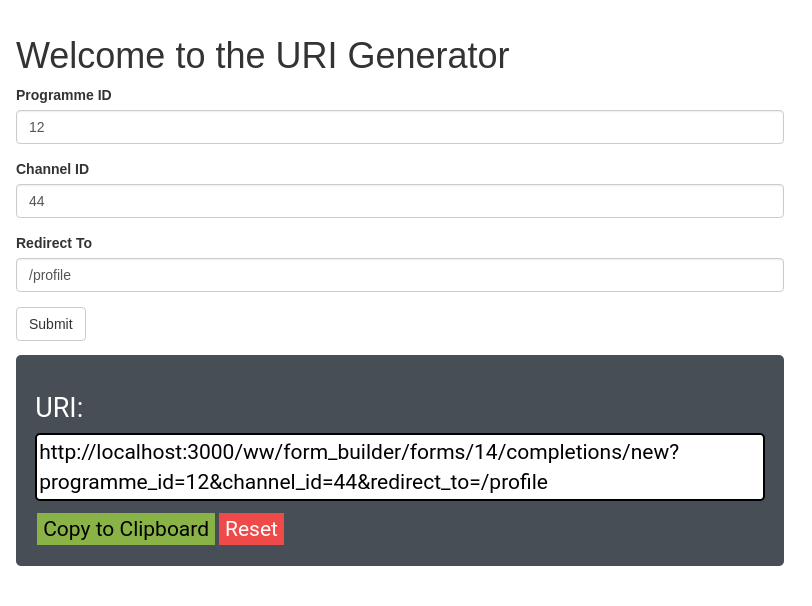 Welcome to the URI Generator
Programme ID
12
Channel ID
44
Redirect To
/profile
Submit
URI:
http://localhost:3000/ww/form_builder/forms/14/completions/new?
programme_id=12&channel_id=44&redirect_to=/profile
Copy to Clipboard Reset